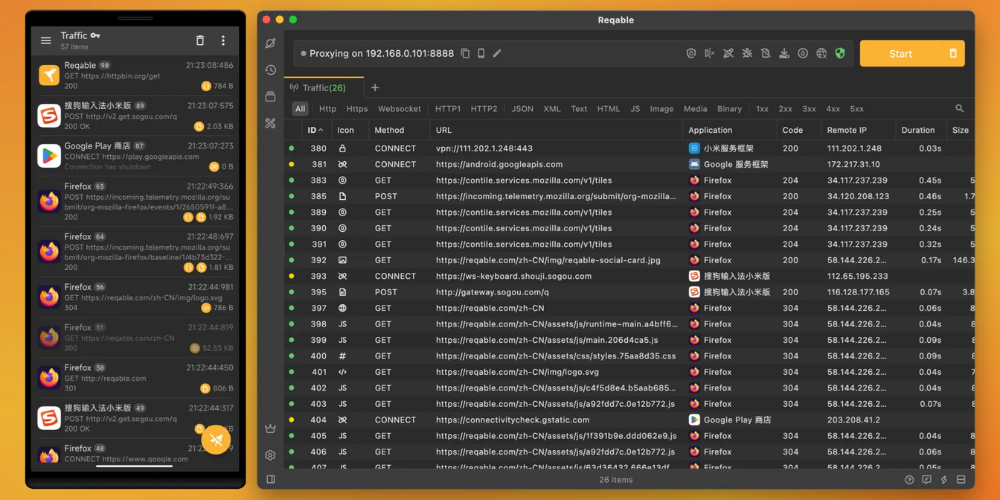 Traffic
57 items
Reqable 98
21:23:08:486
GET https://httpbin.org/get
200
784 B
搜狗输入法小米版 89
21:23:07:575
POST http://v2.get.sogou.com/q
200 OK
2.03 KB
Google Play 商店 87
21:23:07:273
CONNECT https://play.googleapis.com
Connection has shutdown
0 B
Firefox 65
21:22:49:366
POST https://incoming.telemetry.mozilla.org/su
bmit/org-mozilla-firefox/events/1/2650591f-a8...
200
1.92 KB
Firefox 64
21:22:48:697
POST https://incoming.telemetry.mozilla.org/su
bmit/org-mozilla-firefox/baseline/1/4b73d322-...
200
1.81 KB
Firefox 56
21:22:44:981
GET https://reqable.com/zh-CN/img/logo.svg
304
786 B
Firefox 51
21:22:44:819
GET https://reqable.com/zh-CN
200
52.53 KB
Firefox 50
21:22:44:450
GET http://reqable.com
301
806 B
搜狗输入法小米版 49
21:22:44:317
POST http://v2.get.sogou.com/q
200 OK
Firefox 48
CONNECT https://www.google.com
Reqable
Proxying on 192.168.0.101:8888
Start
Traffic(26)
All Http Https Websocket HTTP1 HTTP2 JSON XML Text HTML JS Image Media Binary 1xx 2xx 3xx 4xx 5xx
ID Icon Method URL Application Code Remote IP Duration Size
380 CONNECT vpn://111.202.1.248:443 小米服务框架 200 111.202.1.248 0.03s
381 CONNECT https://android.googleapis.com Google 服务框架 172.217.31.10
383 GET https://contile.services.mozilla.com/v1/tiles Firefox 204 34.117.237.239 0.45s 5
385 POST https://incoming.telemetry.mozilla.org/submit/org-mozilla... Firefox 200 34.120.208.123 0.46s 1.7
389 GET https://contile.services.mozilla.com/v1/tiles Firefox 204 34.117.237.239 0.25s 5
390 GET https://contile.services.mozilla.com/v1/tiles Firefox 204 34.117.237.239 0.24s 5
391 GET https://contile.services.mozilla.com/v1/tiles Firefox 204 34.117.237.239 0.32s 5
392 GET https://reqable.com/zh-CN/img/reqable-social-card.jpg Firefox 200 58.144.226.2... 0.17s 146.3
393 CONNECT https://ws-keyboard.shouji.sogou.com 搜狗输入法小米版 112.65.195.233
395 POST http://gateway.sogou.com/q 搜狗输入法小米版 200 116.128.177.165 0.07s 3.8
397 GET https://reqable.com/zh-CN Firefox 304 58.144.226.2... 0.06s 8
398 JS GET https://reqable.com/zh-CN/assets/js/runtime-main.a4bff6... Firefox 304 58.144.226.2... 0.04s 8
399 JS GET https://reqable.com/zh-CN/assets/js/main.206d4ca5.js Firefox 304 58.144.226.2... 0.09s 8
400 # GET https://reqable.com/zh-CN/assets/css/styles.75aa8d35.css Firefox 304 58.144.226.2... 0.09s 8
401 </> GET https://reqable.com/zh-CN/img/logo.svg Firefox 304 58.144.226.2... 0.04s 7
402 JS GET https://reqable.com/zh-CN/assets/js/c4f5d8e4.b5aab685... Firefox 304 58.144.226.2... 0.04s 8
403 JS GET https://reqable.com/zh-CN/assets/js/a92fdd7c.0e12b772.js Firefox 304 58.144.226.2... 0.07s 8
404 CONNECT https://connectivitycheck.gstatic.com Google Play 商店 203.208.41.2
405 JS GET https://reqable.com/zh-CN/assets/js/1f391b9e.ddd062e9.js Firefox 304 58.144.226.2... 0.04s 8
406 JS GET https://reqable.com/zh-CN/assets/js/a92fdd7c.0e12b772.js Firefox 304 58.144.226.2... 0.06s 8
407 JS GET Firefox 304 58.144.226.2... 0.05s
26 items